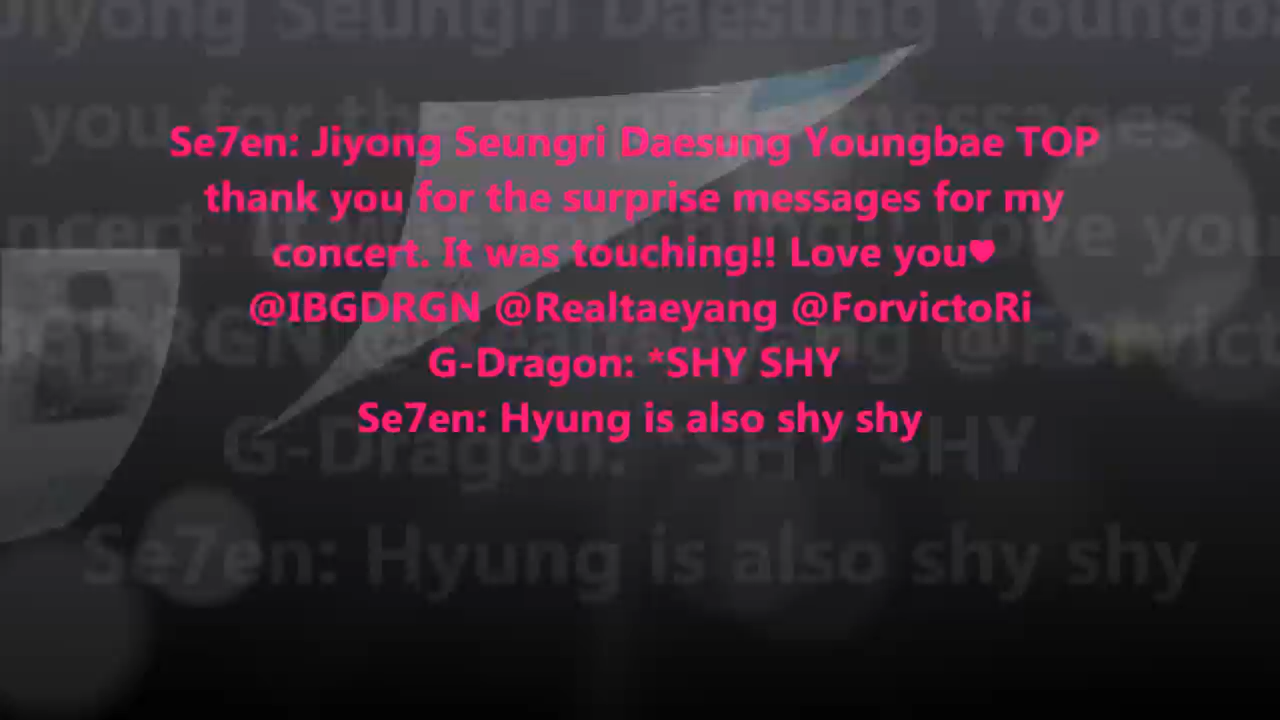 Se7en: Jiyong Seungri Daesung Youngbae TOP
thank you for the surprise messages for my
concert. It was touching!! Love you♥
@IBGDRGN @Realtaeyang @ForvictoRi
G-Dragon: *SHY SHY
Se7en: Hyung is also shy shy